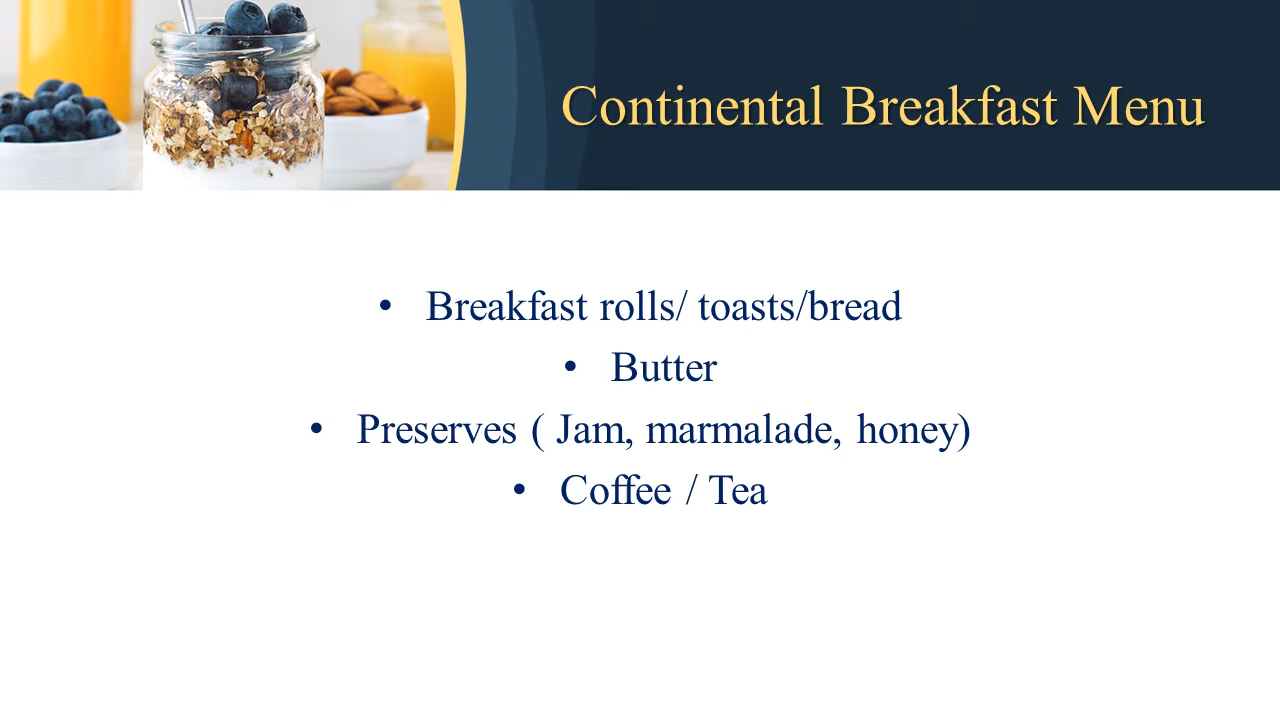 Continental Breakfast Menu
• Breakfast rolls/ toasts/bread
• Butter
• Preserves ( Jam, marmalade, honey)
• Coffee / Tea